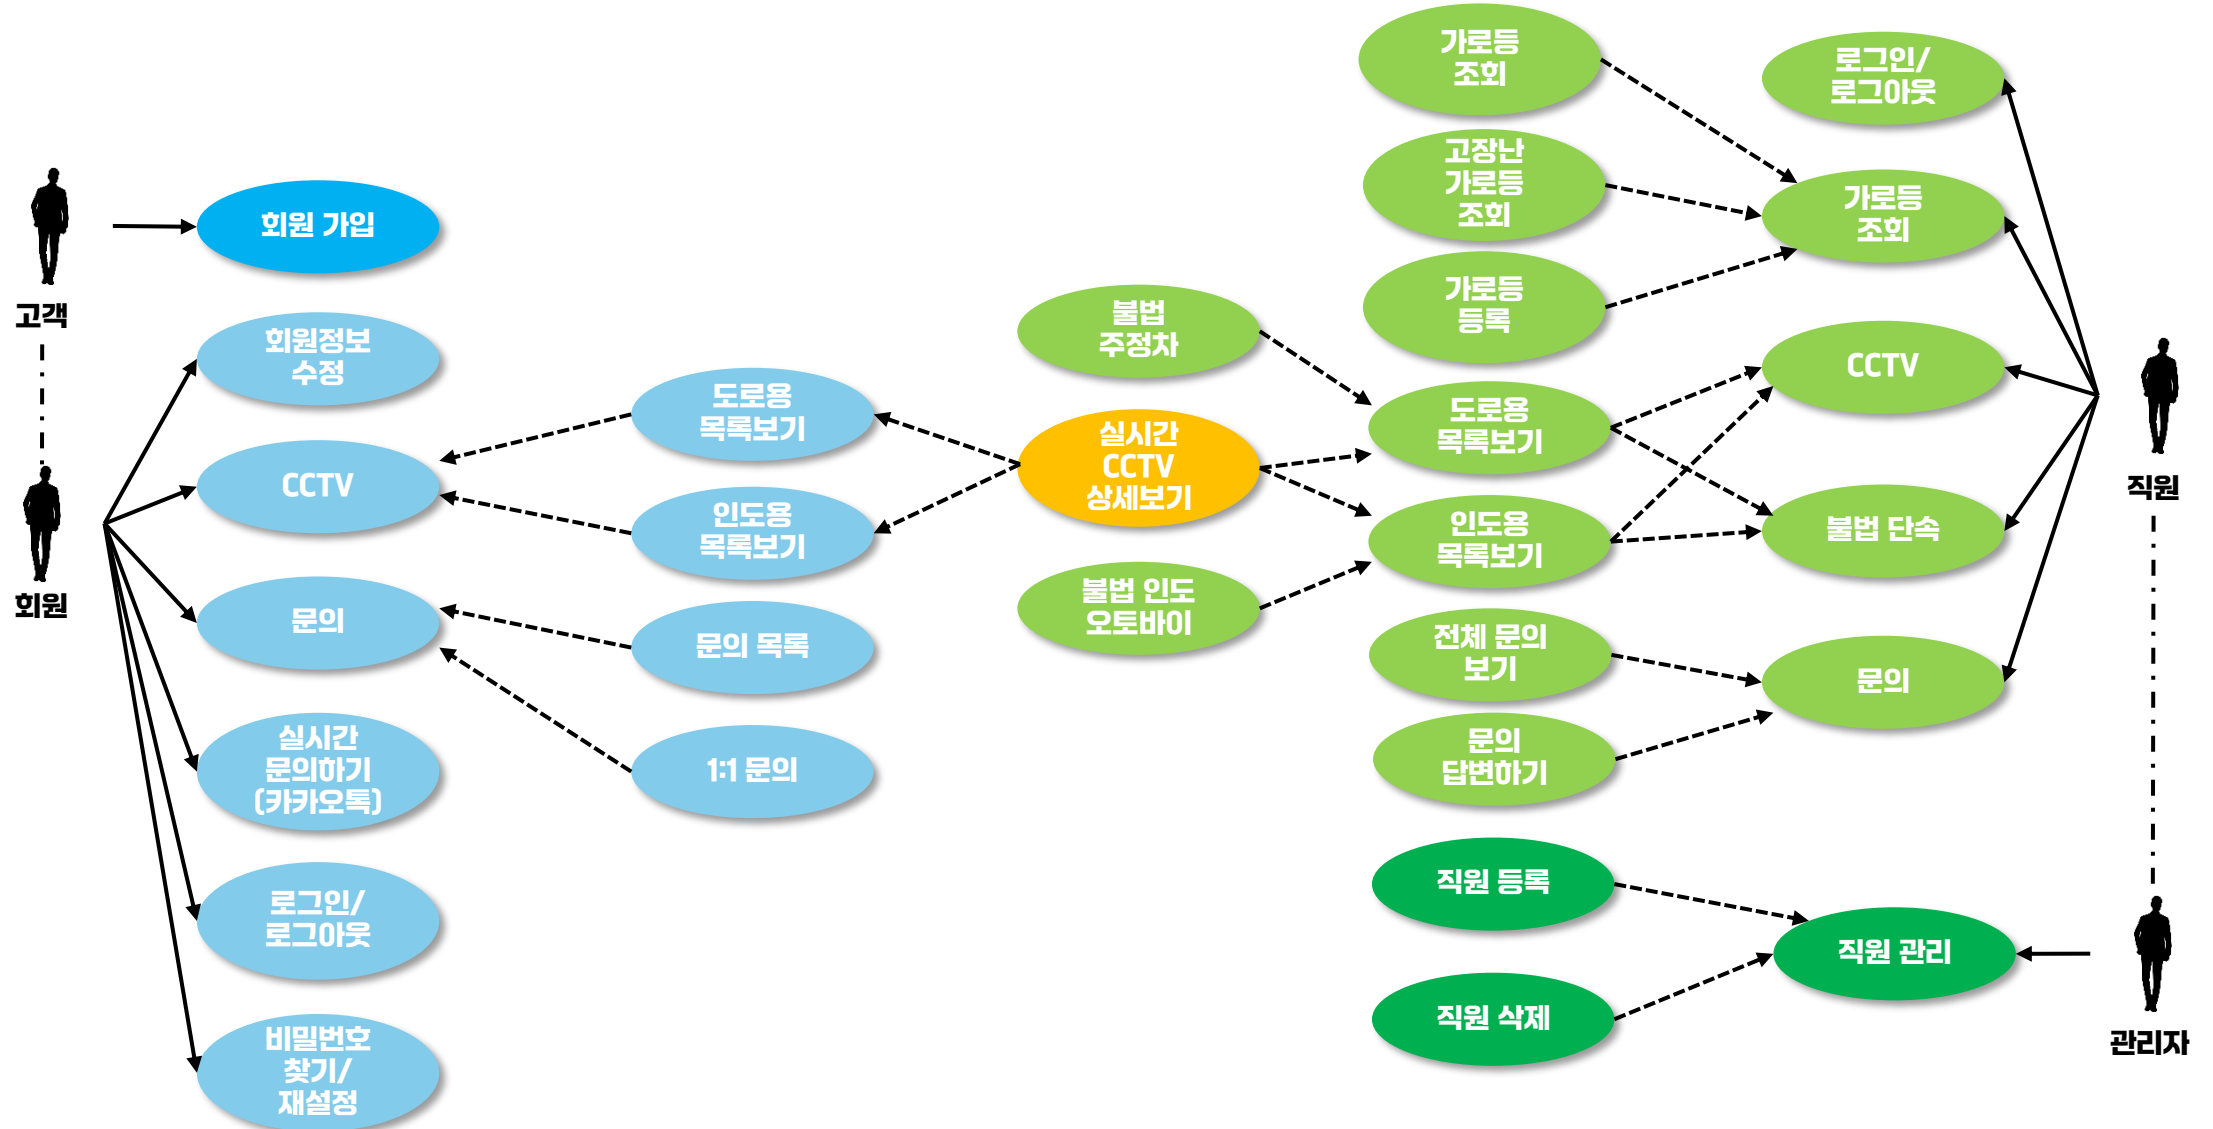 고객
회원
회원 가입
회원정보
수정
CCTV
문의
실시간
문의하기
(카카오톡)
로그인/
로그아웃
비밀번호
찾기/
재설정
도로용
목록보기
인도용
목록보기
문의 목록
1:1 문의
불법
주정차
실시간
CCTV
상세보기
불법 인도
오토바이
가로등
조회
고장난
가로등
조회
가로등
등록
도로용
목록보기
인도용
목록보기
전체 문의
보기
문의
답변하기
직원 등록
직원 삭제
로그인/
로그아웃
가로등
조회
CCTV
불법 단속
문의
직원 관리
직원
관리자